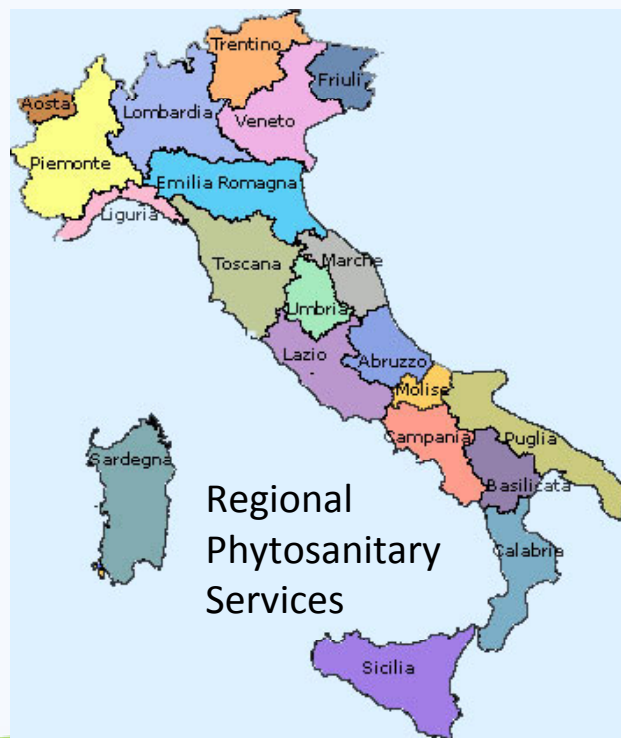 Trentino
Friuli
Aosta
Lombardia
Veneto
Piemonte
Emilia Romagna
Liguria
Toscana
Marche
Umbria
Lazio
Abruzzo
Molise
Campania
Puglia
Basilicata
Sardegna
Calabria
Regional
Phytosanitary
Services
Sicilia